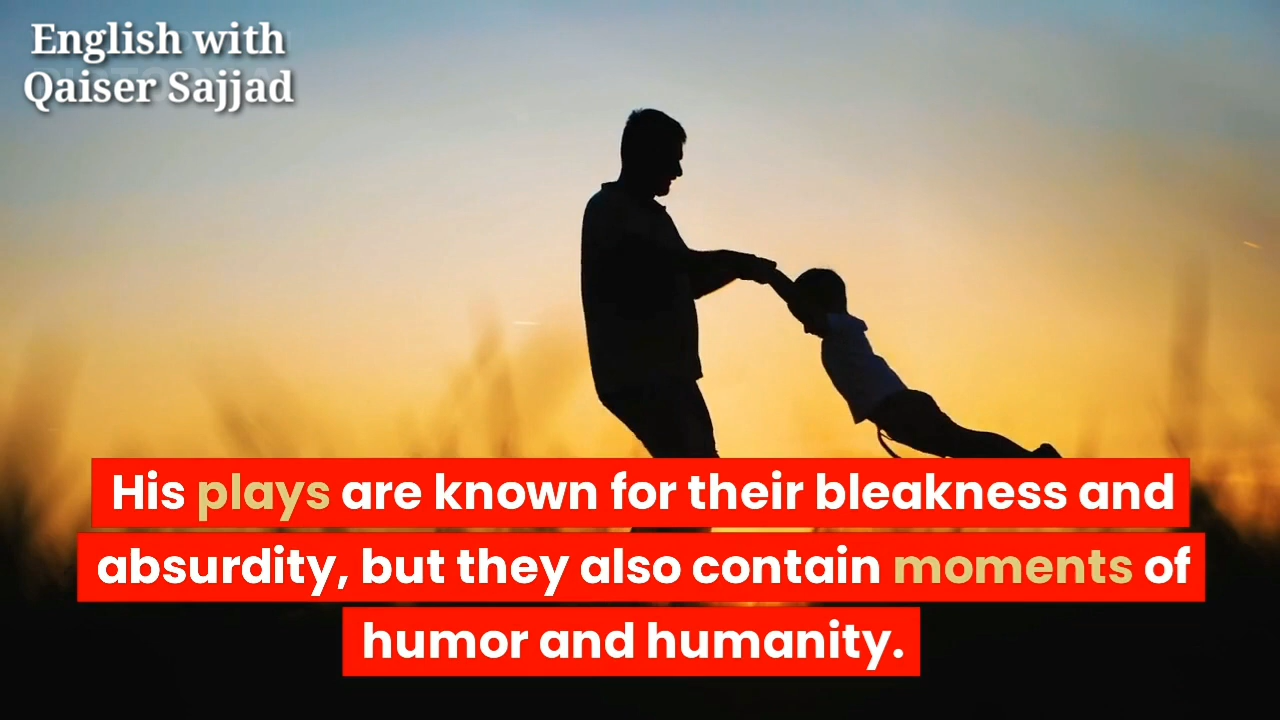 English with
Qaiser Sajjad
His plays are known for their bleakness and
absurdity, but they also contain moments of
humor and humanity.